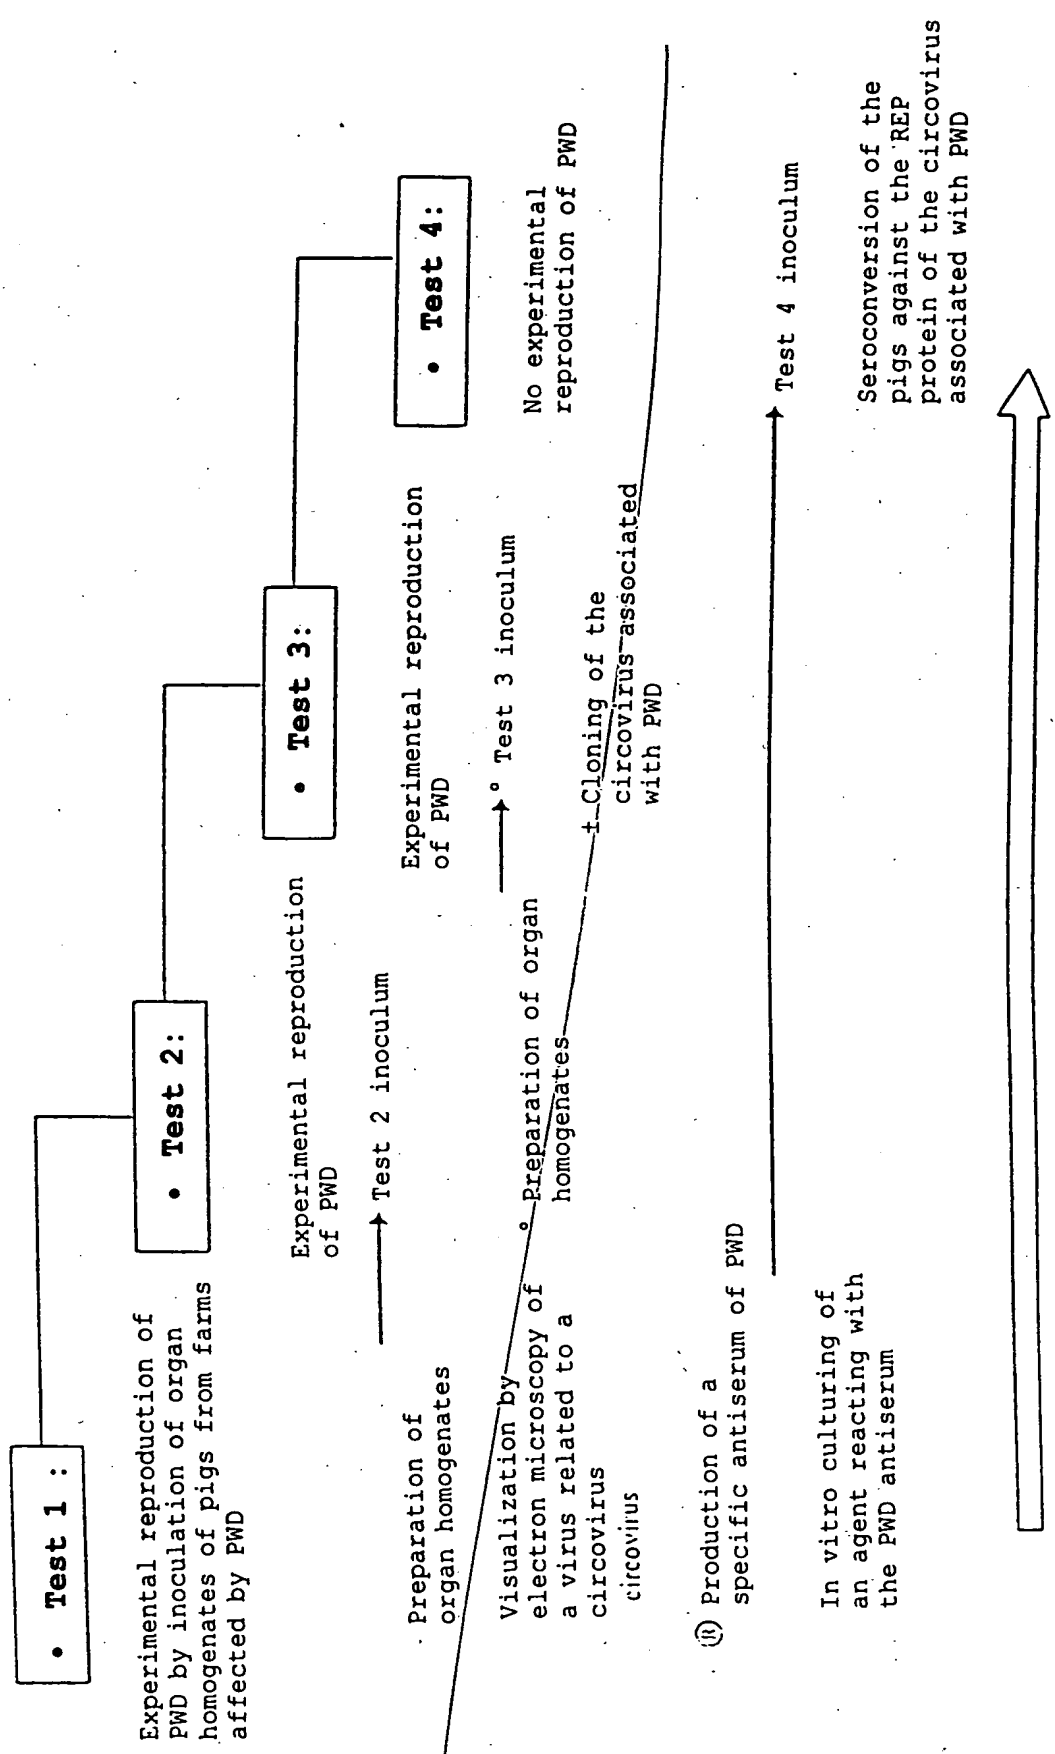 • Test 1 :
Experimental reproduction of
PWD by inoculation of organ
homogenates of pigs from farms
affected by PWD
• Test 2:
Experimental reproduction
of PWD
• Test 3:
Experimental reproduction
of PWD
• Test 4:
No experimental
reproduction of PWD
Preparation of
organ homogenates
Test 2 inoculum
Visualization by
electron microscopy of
a virus related to a
circovirus
circovirus
° Preparation of organ
homogenates
° Test 3 inoculum
± Cloning of the
circovirus associated
with PWD
® Production of a
specific antiserum of PWD
Test 4 inoculum
In vitro culturing of
an agent reacting with
the PWD antiserum
Seroconversion of the
pigs against the REP
protein of the circovirus
associated with PWD